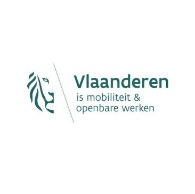 Vlaanderen
is mobiliteit &
openbare werken